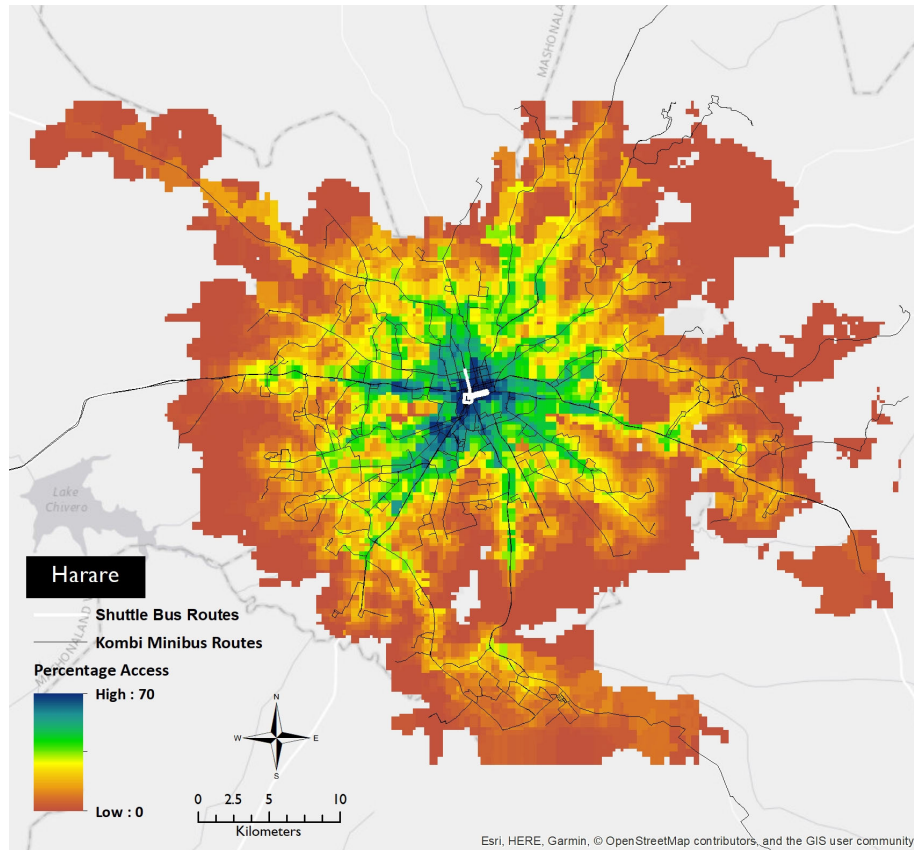 MASHONALA
Lake
Chivero
Harare
Shuttle Bus Routes
Kombi Minibus Routes
MASHONALAND
Percentage Access
High : 70
Low : 0
N
W
E
S
0 2.5 5 10
Kilometers
Esri, HERE, Garmin, © OpenStreetMap contributors, and the GIS user community